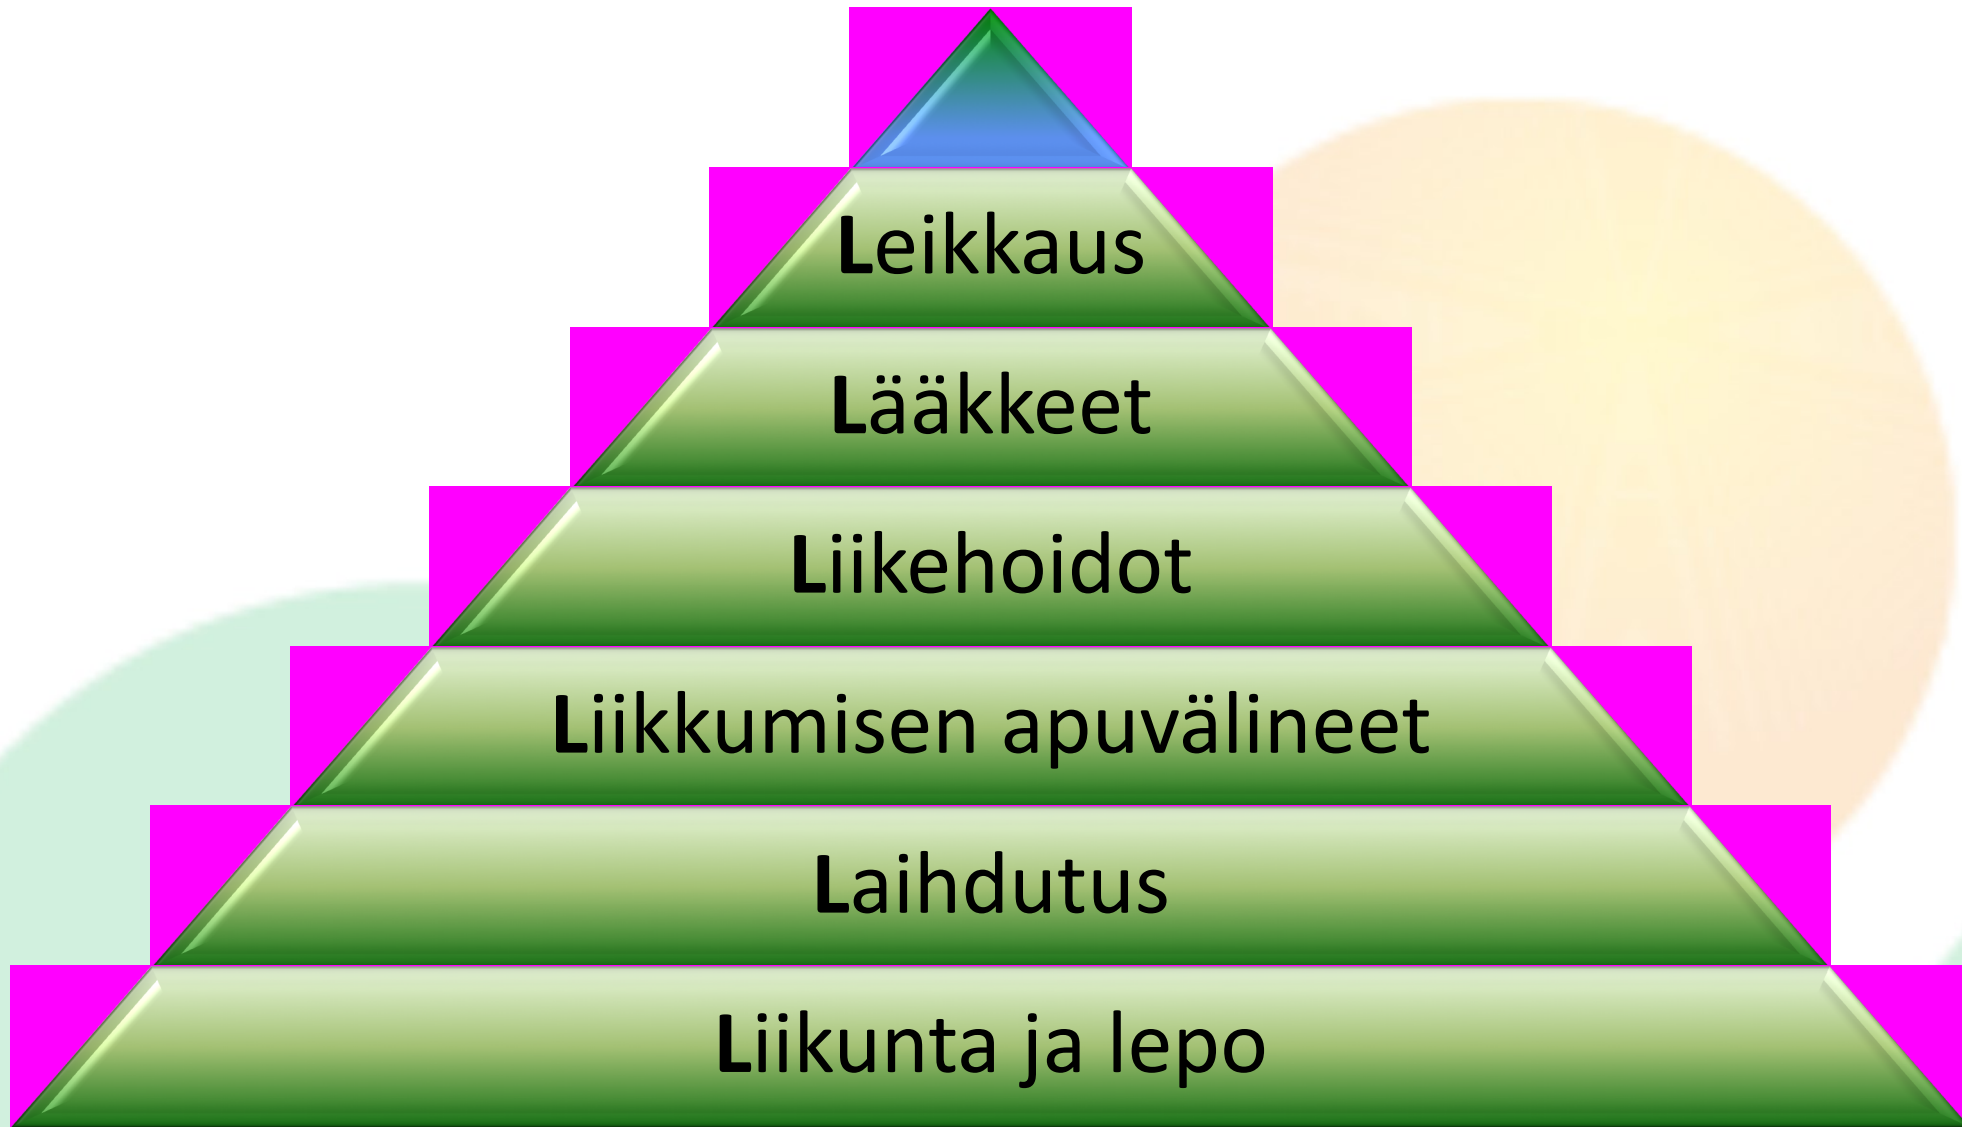 Leikkaus
Lääkkeet
Liikehoidot
Liikkumisen apuvälineet
Laihdutus
Liikunta ja lepo